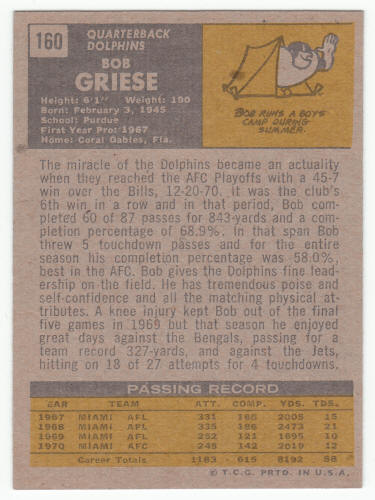 160
QUARTERBACK
DOLPHINS
BOB
GRIESE
Height: 6'1" Weight: 190
Born: February 3, 1945
School: Purdue
First Year Pro: 1967
Home: Coral Gables, Fla.
BOB RUNS A BOYS
CAMP DURING
SUMMER.
The miracle of the Dolphins became an actuality
when they reached the AFC Playoffs with a 45-7
win over the Bills, 12-20-70. It was the club's
6th win in a row and in that period, Bob com-
pleted 60 of 87 passes for 843-yards and a com-
pletion percentage of 68.9%. In that span Bob
threw 5 touchdown passes and for the entire
season his completion percentage was 58.0%,
best in the AFC. Bob gives the Dolphins fine lead-
ership on the field. He has tremendous poise and
self-confidence and all the matching physical at-
tributes. A knee injury kept Bob out of the final
five games in 1969 but that season he enjoyed
great days against the Bengals, passing for a
team record 327-yards, and against the Jets,
hitting on 18 of 27 attempts for 4 touchdowns.
PASSING RECORD
YEAR TEAM ATT. COMP. YDS. TDS.
1967 MIAMI AFL 331 166 2005 15
1968 MIAMI AFL 355 186 2473 21
1969 MIAMI AFL 252 121 1695 10
1970 MIAMI AFC 245 142 2019 12
Career Totals 1183 615 8192 58
© T.C.G. PRTD. IN U.S.A.